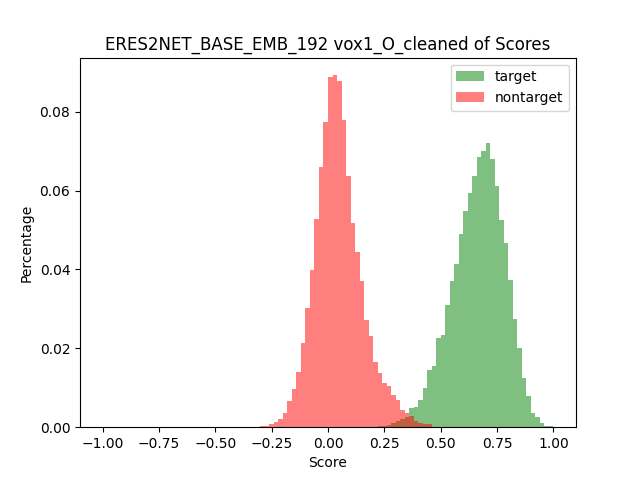 ERES2NET_BASE_EMB_192 vox1_O_cleaned of Scores
target
nontarget
Percentage
0.08
0.06
0.04
0.02
0.00
−1.00 −0.75 −0.50 −0.25 0.00 0.25 0.50 0.75 1.00
Score